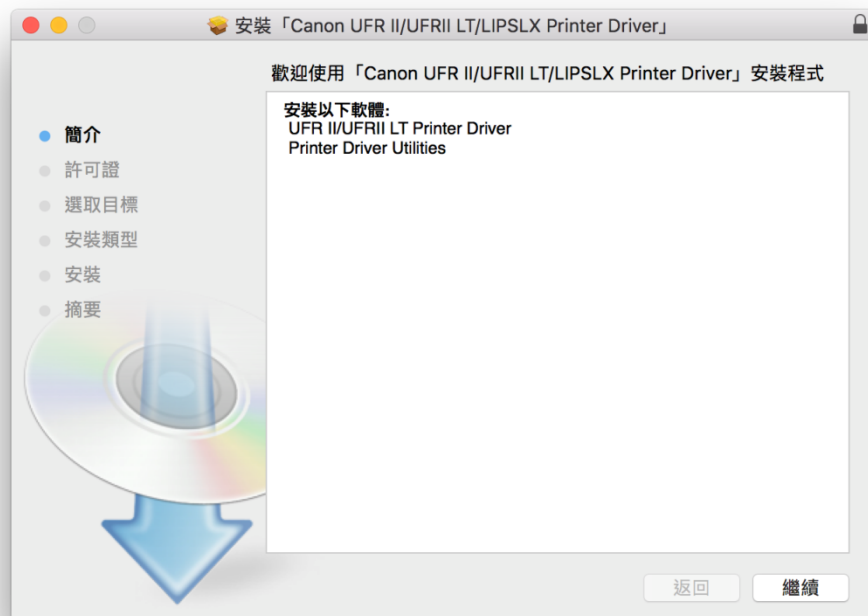 安裝「Canon UFR II/UFRII LT/LIPSLX Printer Driver」
歡迎使用「Canon UFR II/UFRII LT/LIPSLX Printer Driver」安裝程式
簡介
許可證
選取目標
安裝類型
安裝
摘要
安裝以下軟體:
UFR II/UFRII LT Printer Driver
Printer Driver Utilities
返回
繼續